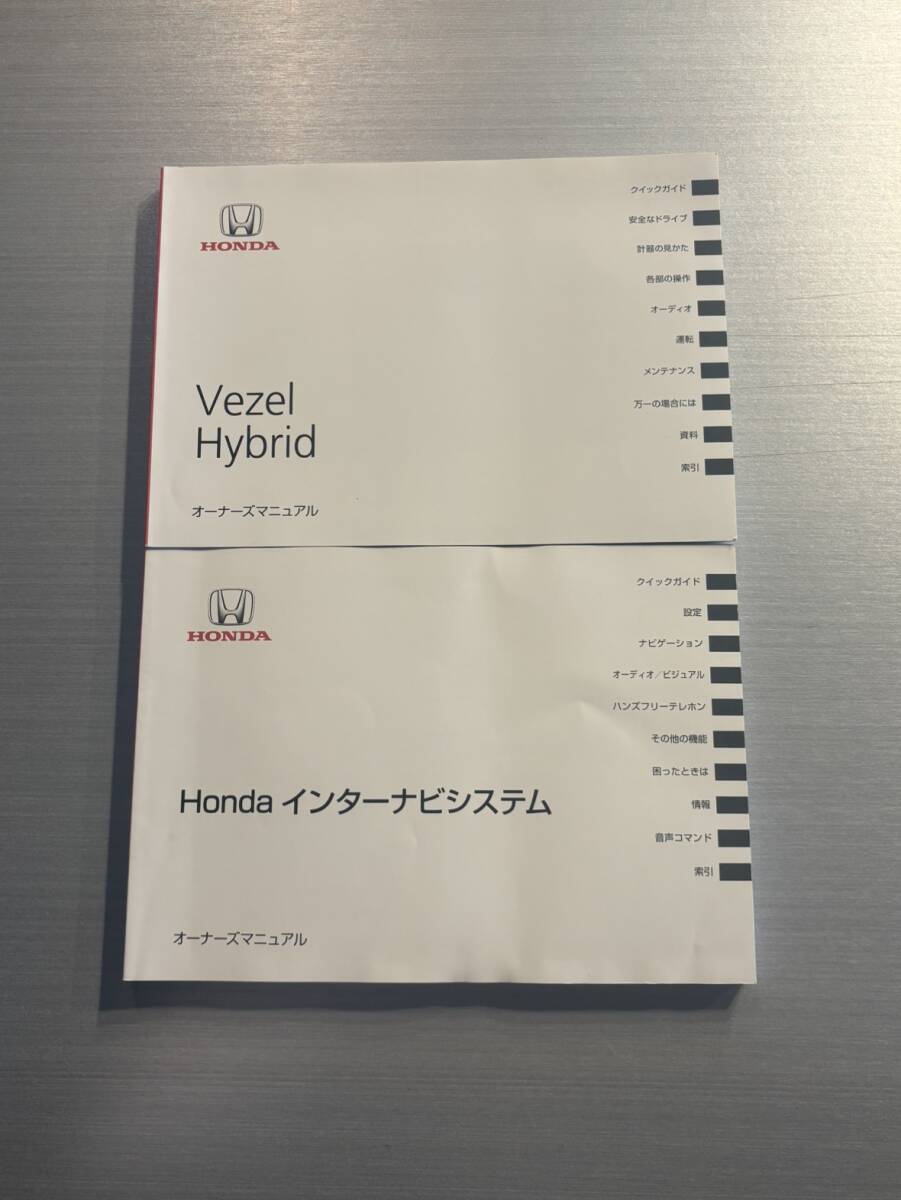 HONDA
Vezel
Hybrid
オーナーズマニュアル
クイックガイド
安全なドライブ
計器の見かた
各部の操作
オーディオ
運転
メンテナンス
万一の場合には
資料
索引
HONDA
Honda インターナビシステム
オーナーズマニュアル
クイックガイド
設定
ナビゲーション
オーディオ/ビジュアル
ハンズフリーテレホン
その他の機能
困ったときは
情報
音声コマンド
索引